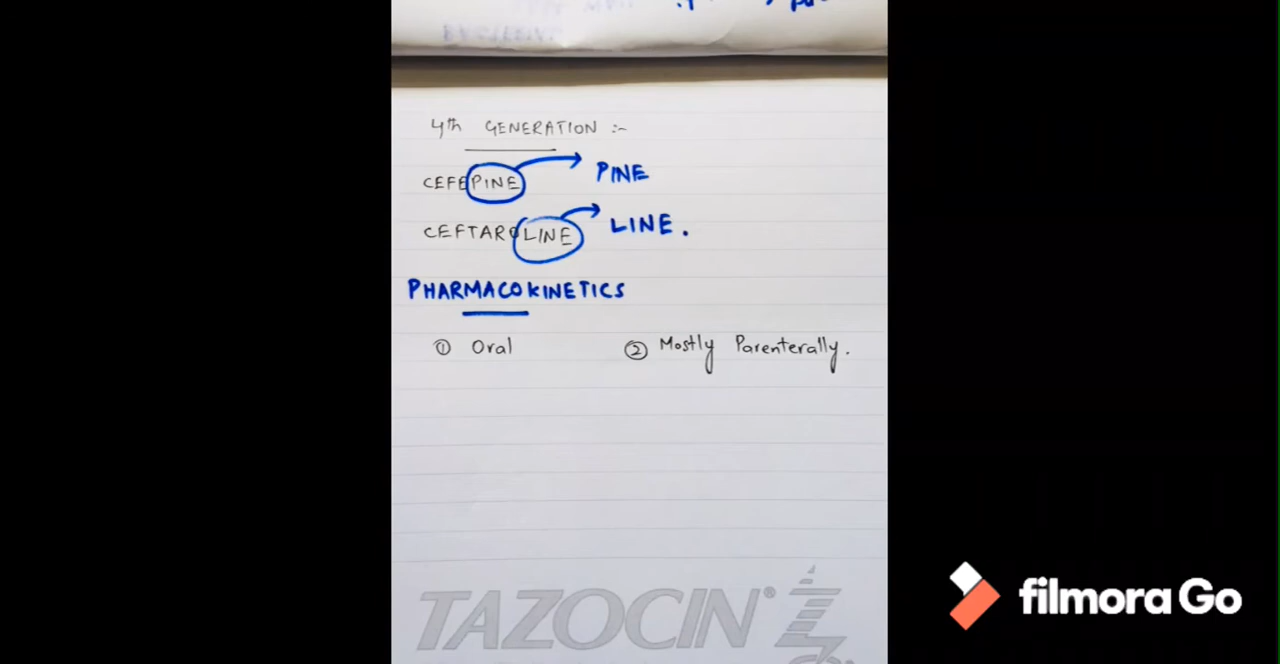 4th GENERATION :-
CEFEPINE → PINE
CEFTAROLINE → LINE.
PHARMACOKINETICS
① Oral ② Mostly Parenterally.
TAZOCIN®
filmora Go